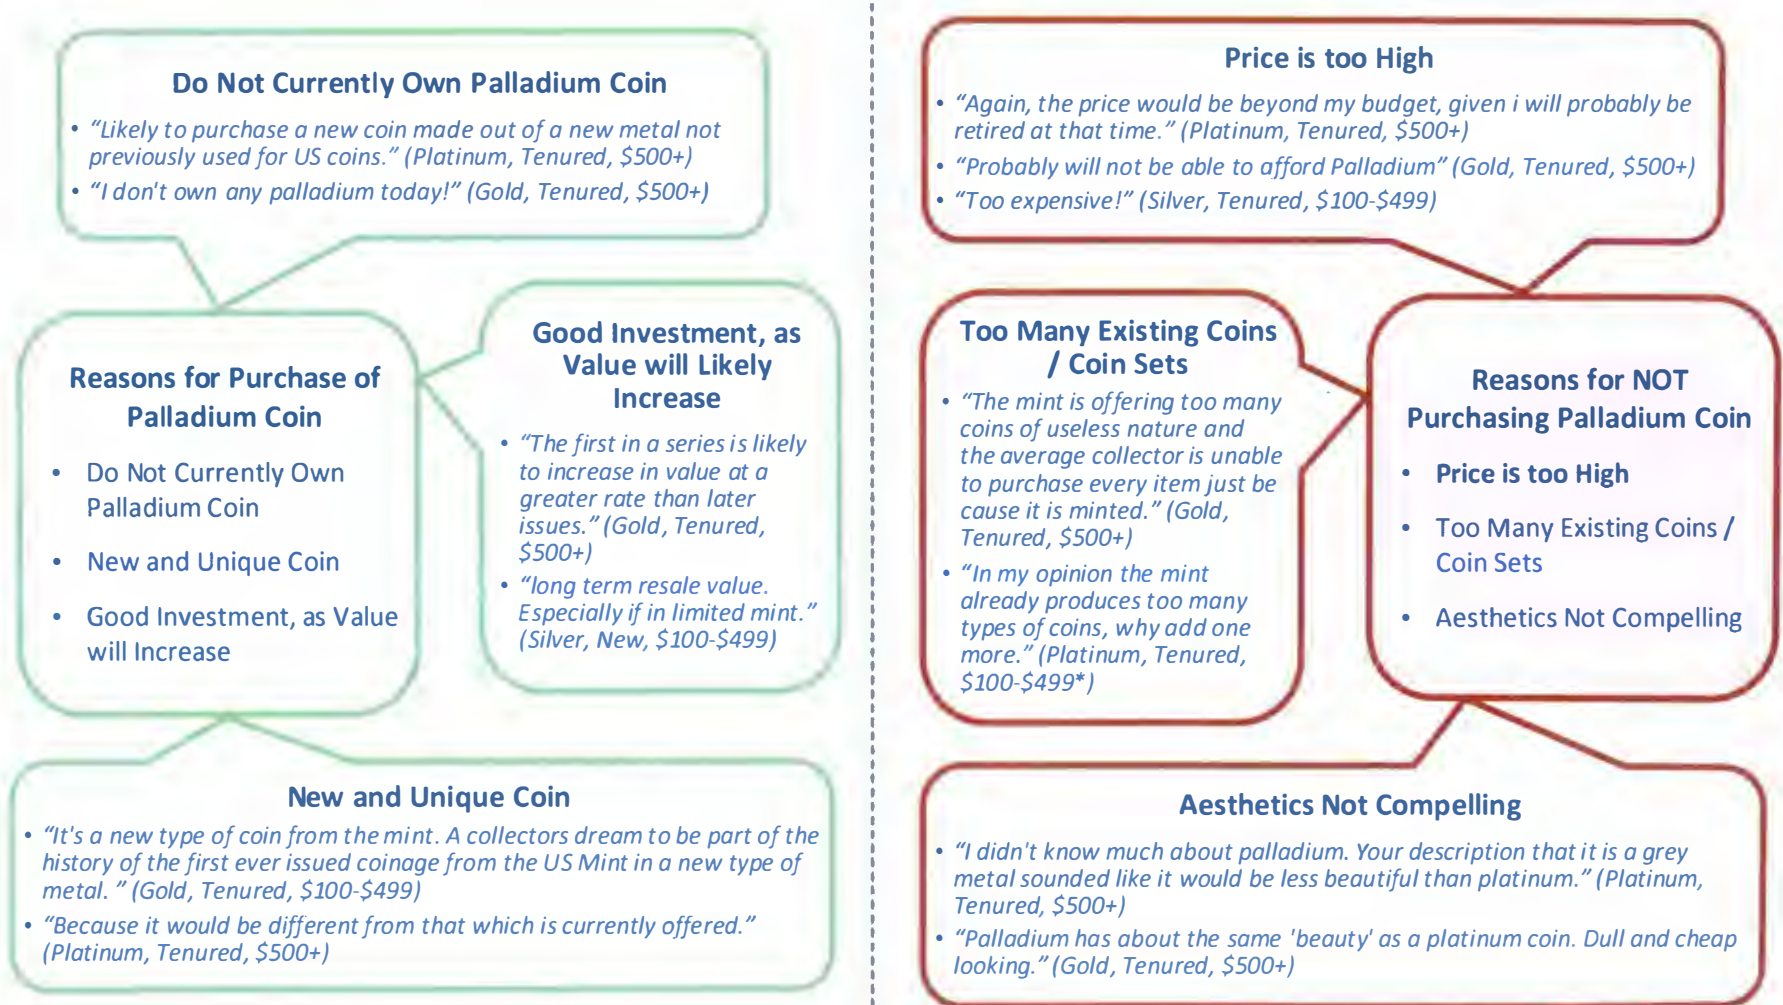 Do Not Currently Own Palladium Coin
• “Likely to purchase a new coin made out of a new metal not
previously used for US coins.” (Platinum, Tenured, $500+)
• “I don't own any palladium today!” (Gold, Tenured, $500+)
Reasons for Purchase of
Palladium Coin
• Do Not Currently Own
Palladium Coin
• New and Unique Coin
• Good Investment, as Value
will Increase
Good Investment, as
Value will Likely
Increase
• “The first in a series is likely
to increase in value at a
greater rate than later
issues.” (Gold, Tenured,
$500+)
• “long term resale value.
Especially if in limited mint.”
(Silver, New, $100-$499)
New and Unique Coin
• “It's a new type of coin from the mint. A collectors dream to be part of the
history of the first ever issued coinage from the US Mint in a new type of
metal. ” (Gold, Tenured, $100-$499)
• “Because it would be different from that which is currently offered.”
(Platinum, Tenured, $500+)
Price is too High
• “Again, the price would be beyond my budget, given i will probably be
retired at that time.” (Platinum, Tenured, $500+)
• “Probably will not be able to afford Palladium” (Gold, Tenured, $500+)
• “Too expensive!” (Silver, Tenured, $100-$499)
Too Many Existing Coins
/ Coin Sets
• “The mint is offering too many
coins of useless nature and
the average collector is unable
to purchase every item just be
cause it is minted.” (Gold,
Tenured, $500+)
• “In my opinion the mint
already produces too many
types of coins, why add one
more.” (Platinum, Tenured,
$100-$499*)
Reasons for NOT
Purchasing Palladium Coin
• Price is too High
• Too Many Existing Coins /
Coin Sets
• Aesthetics Not Compelling
Aesthetics Not Compelling
• “I didn't know much about palladium. Your description that it is a grey
metal sounded like it would be less beautiful than platinum.” (Platinum,
Tenured, $500+)
• “Palladium has about the same 'beauty' as a platinum coin. Dull and cheap
looking.” (Gold, Tenured, $500+)